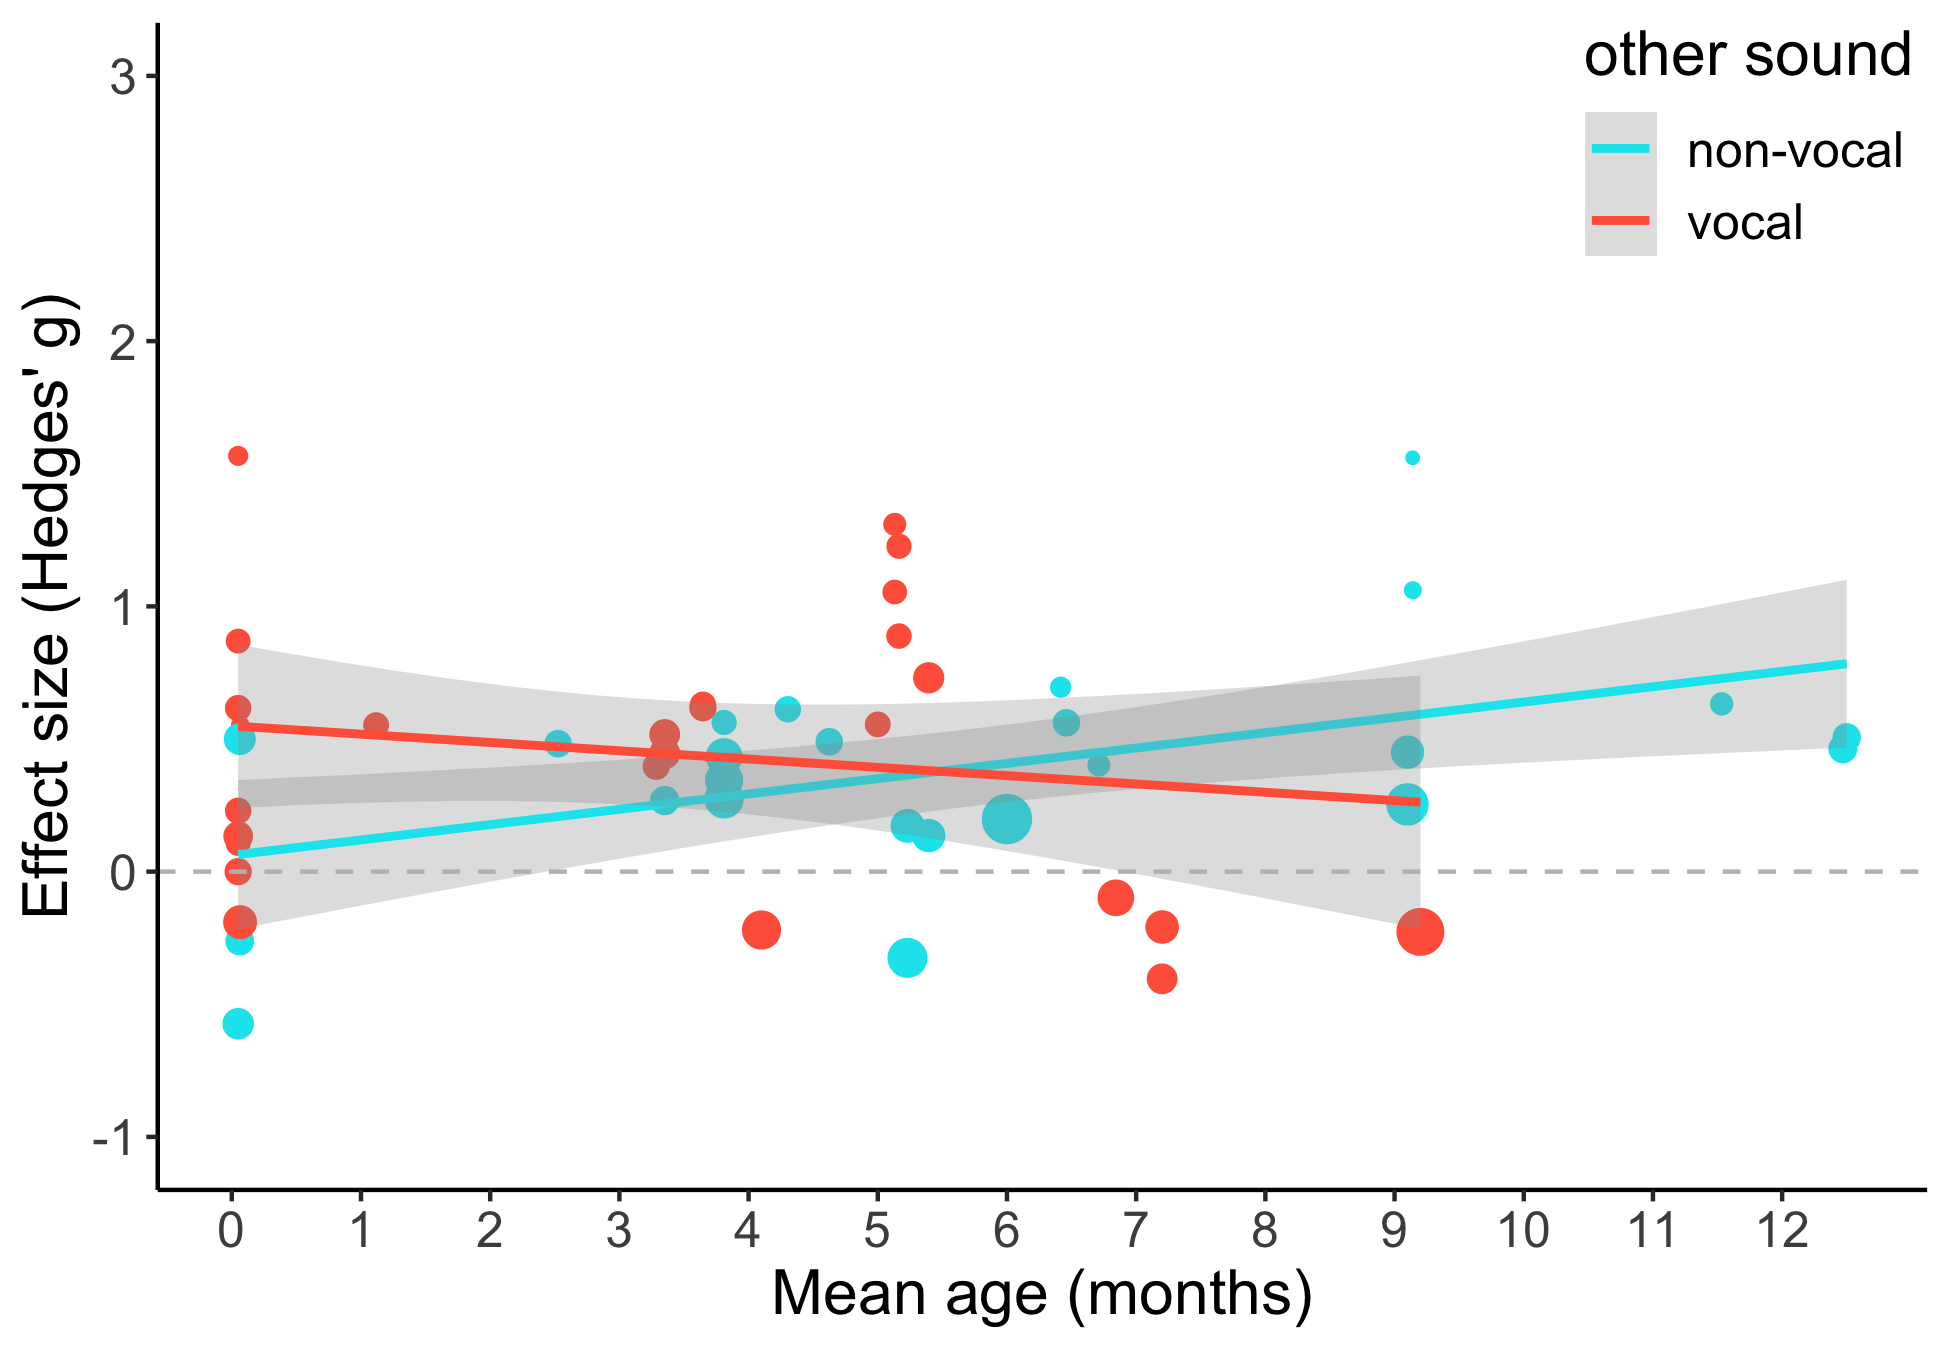 other sound
non-vocal
vocal
Effect size (Hedges' g)
3
2
1
0
-1
0 1 2 3 4 5 6 7 8 9 10 11 12
Mean age (months)